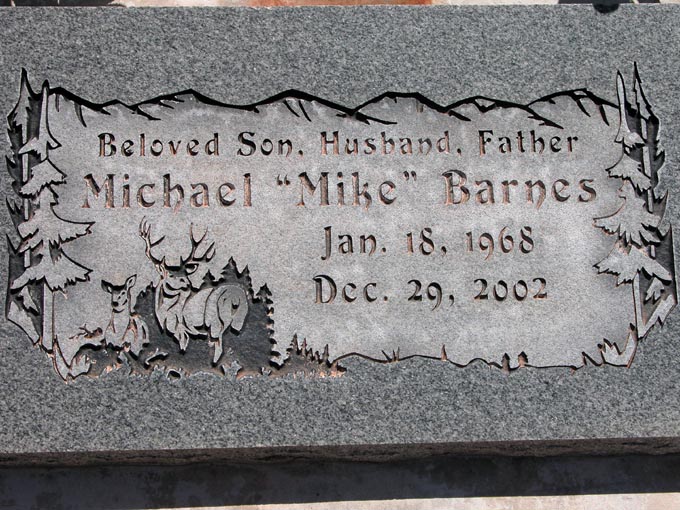 Beloved Son, Husband, Father
Michael "Mike" Barnes
Jan. 18, 1968
Dec. 29, 2002